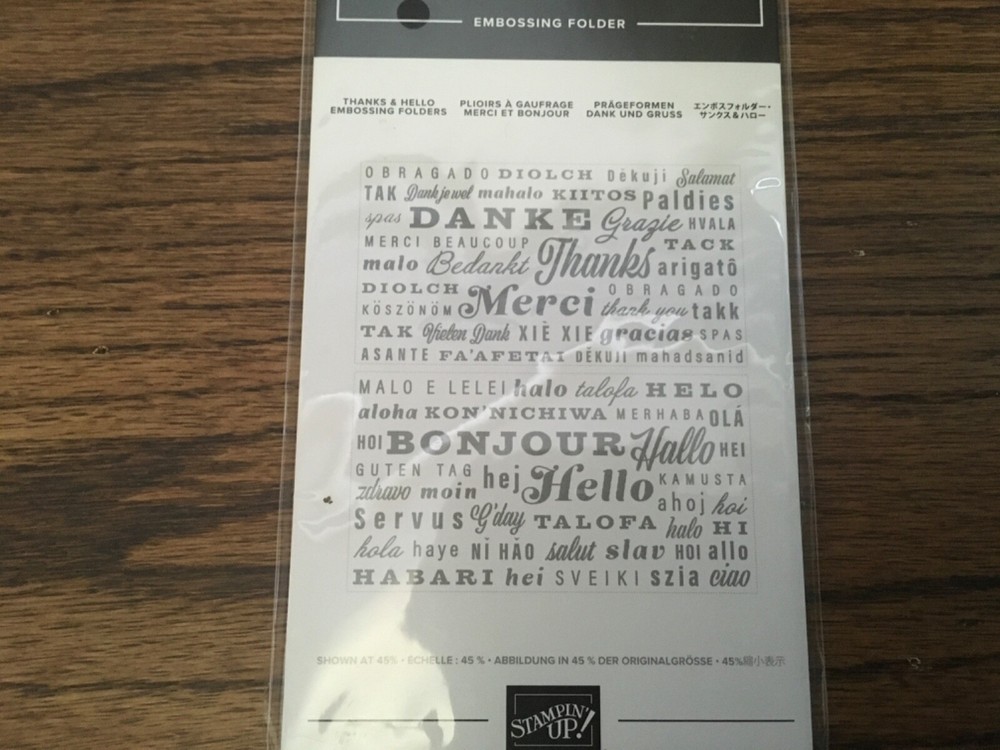 EMBOSSING FOLDER
THANKS & HELLO EMBOSSING FOLDERS
PLIOIRS À GAUFRAGE MERCI ET BONJOUR
PRÄGEFORMEN DANK UND GRUSS
エンボスフォルダー・サンクス&ハロー
OBRAGADO DIOLCH Děkuji Salamat
TAK Dank je wel mahalo KIITOS Paldies
spas DANKE Grazie HVALA
MERCI BEAUCOUP Thanks TACK
malo Bedankt arigatô
DIOLCH Merci OBRAGADO
KÖSZÖNÖM thank you takk
TAK Vielen Dank XIÈ XIE gracias SPAS
ASANTE FA'AFETAI DĚKUJI mahadsanid
MALO E LELEI halo talofa HELO
aloha KON'NICHIWA MERHABA OLÁ
HOI BONJOUR Hallo HEI
GUTEN TAG hej Hello KAMUSTA
zdravo moin ahoj hoi
Servus G'day TALOFA halo HI
hola haye NǏ HǍO salut slav HOI allo
HABARI hei SVEIKI szia ciao
SHOWN AT 45% • ÉCHELLE : 45 % • ABBILDUNG IN 45 % DER ORIGINALGRÖSSE • 45%縮小表示
STAMPIN' UP!